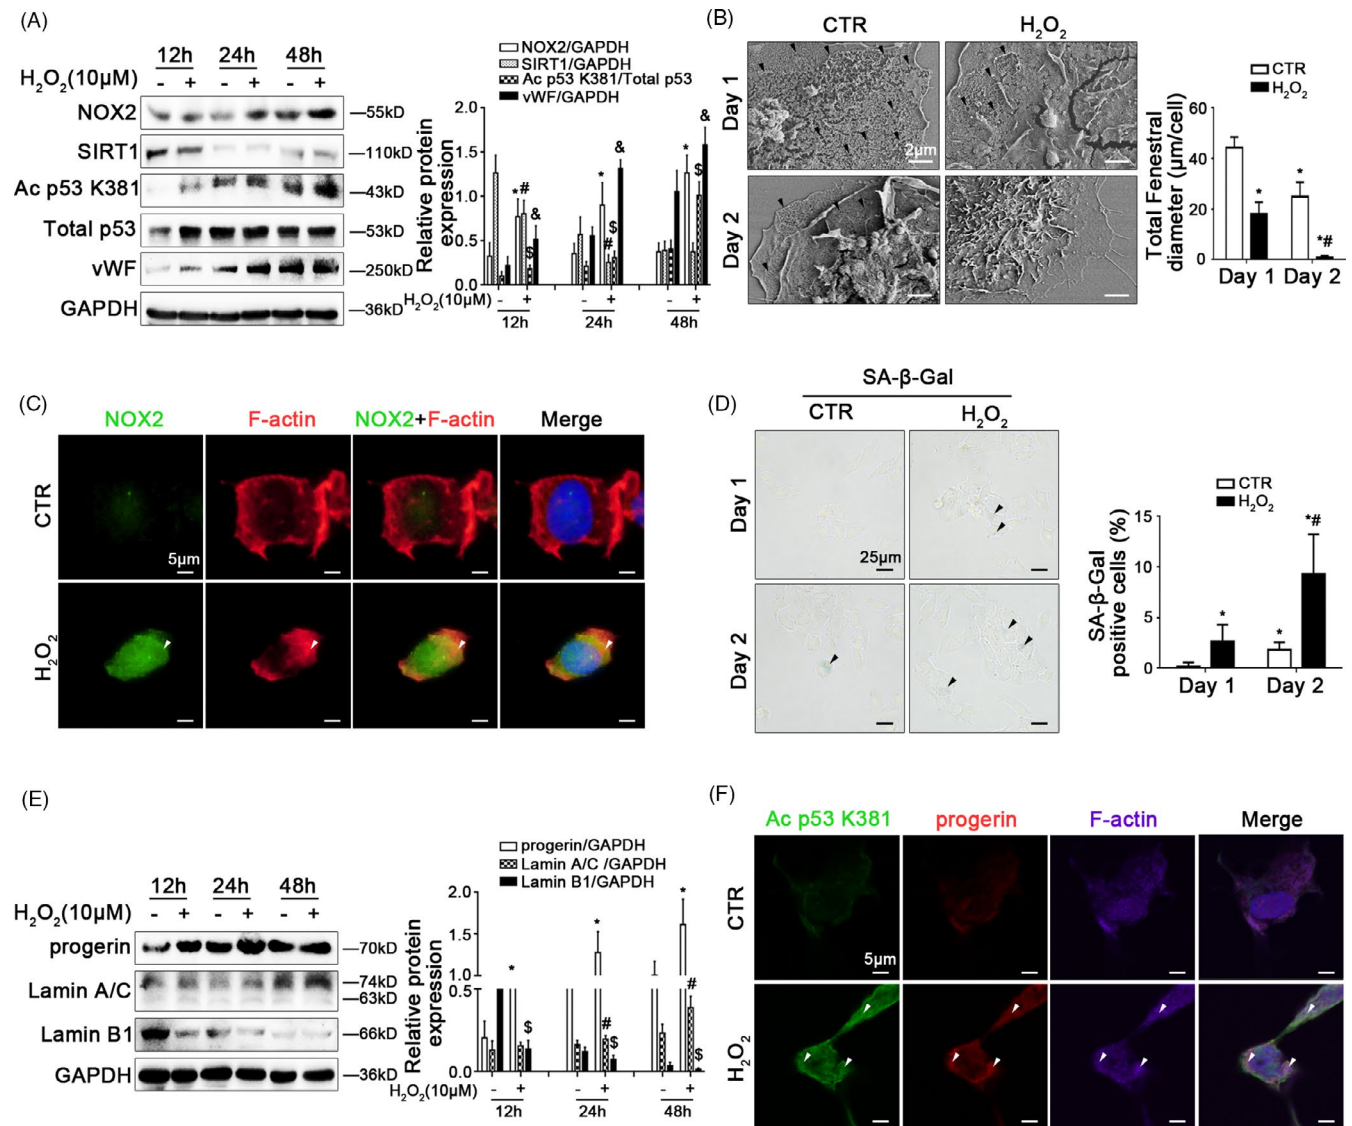 (A)
12h 24h 48h
H₂O₂(10μM) - + - + - +
NOX2 —55kD
SIRT1 —110kD
Ac p53 K381 —43kD
Total p53 —53kD
vWF —250kD
GAPDH —36kD
NOX2/GAPDH
SIRT1/GAPDH
Ac p53 K381/Total p53
vWF/GAPDH
Relative protein
expression
2.0
1.5
1.0
0.5
0.0
* # $ &
* # $ &
* $ &
H₂O₂(10μM) - + - + - +
12h 24h 48h
(B)
CTR H₂O₂
Day 1
2μm
Day 2
CTR
H₂O₂
Total Fenestral
diameter (μm/cell)
80
60
40
20
0
* * *#
Day 1 Day 2
(C)
NOX2 F-actin NOX2+F-actin Merge
CTR
5μm
H₂O₂
(D)
SA-β-Gal
CTR H₂O₂
Day 1
25μm
Day 2
CTR
H₂O₂
SA-β-Gal
positive cells (%)
15
10
5
0
* * *#
Day 1 Day 2
(E)
12h 24h 48h
H₂O₂(10μM) - + - + - +
progerin —70kD
Lamin A/C —74kD
—63kD
Lamin B1 —66kD
GAPDH —36kD
progerin/GAPDH
Lamin A/C /GAPDH
Lamin B1/GAPDH
Relative protein
expression
2.0
1.5
1.0
0.5
0.0
* $
* # $
* # $
H₂O₂(10μM) - + - + - +
12h 24h 48h
(F)
Ac p53 K381 progerin F-actin Merge
CTR
5μm
H₂O₂